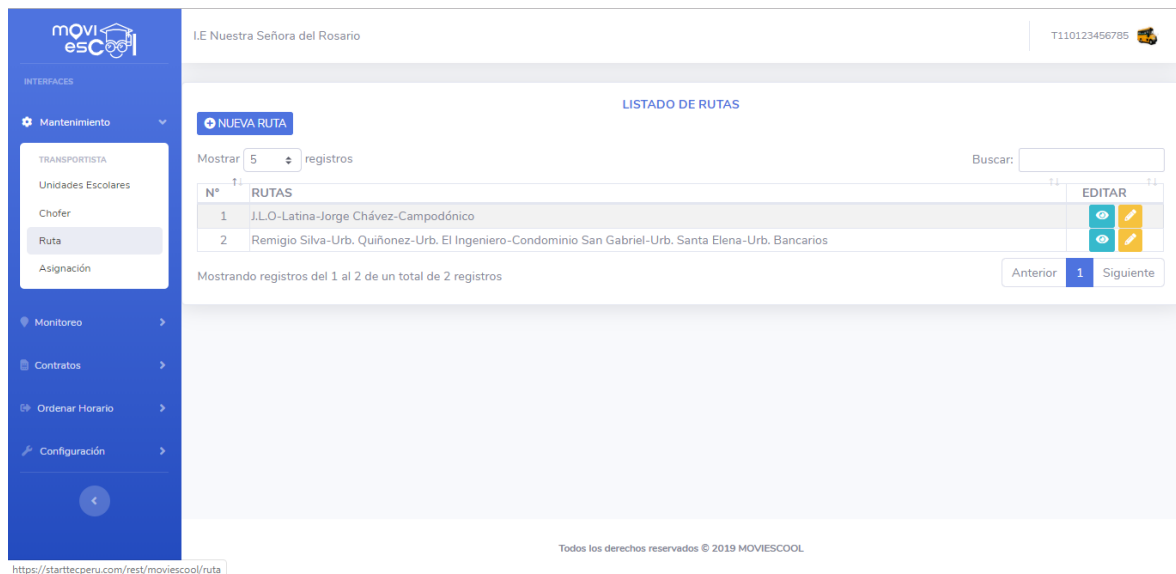 movi
escool
I.E Nuestra Señora del Rosario
T110123456785
INTERFACES
Mantenimiento
TRANSPORTISTA
Unidades Escolares
Chofer
Ruta
Asignación
Monitoreo
Contratos
Ordenar Horario
Configuración
LISTADO DE RUTAS
NUEVA RUTA
Mostrar 5 registros
Buscar:
N° RUTAS EDITAR
1 J.L.O-Latina-Jorge Chávez-Campodónico
2 Remigio Silva-Urb. Quiñonez-Urb. El Ingeniero-Condominio San Gabriel-Urb. Santa Elena-Urb. Bancarios
Mostrando registros del 1 al 2 de un total de 2 registros
Anterior 1 Siguiente
Todos los derechos reservados © 2019 MOVIESCOOL
https://starttecperu.com/rest/moviescool/ruta